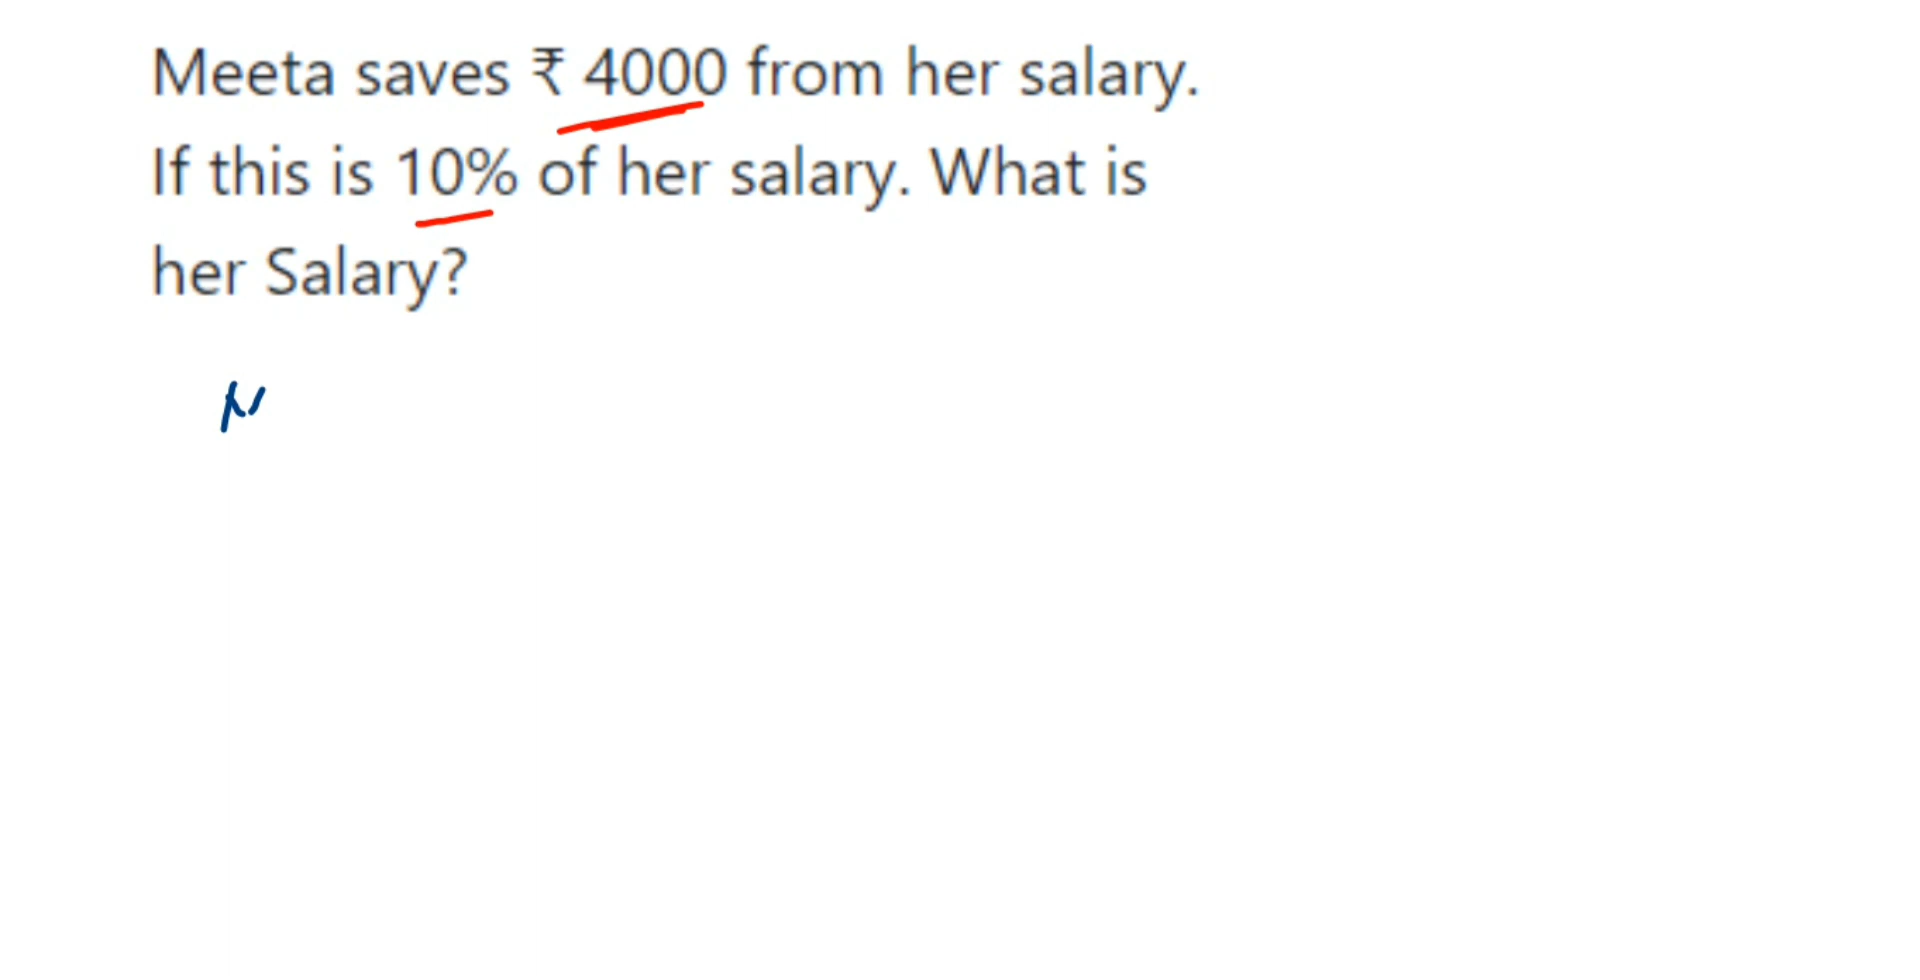 Meeta saves ₹ 4000 from her salary.
If this is 10% of her salary. What is
her Salary?